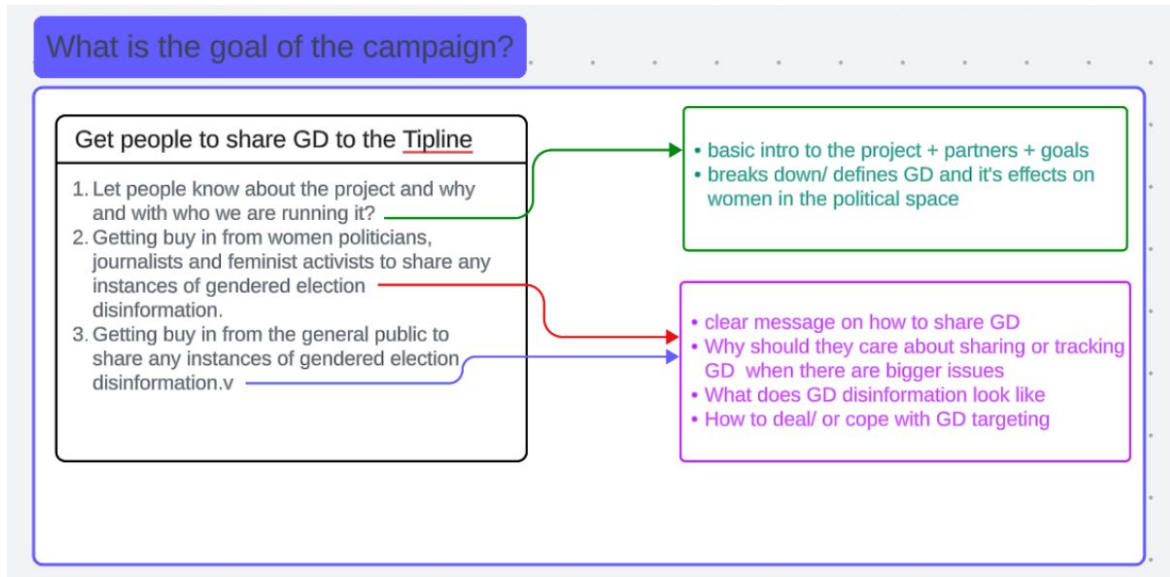 What is the goal of the campaign?
Get people to share GD to the Tipline
1. Let people know about the project and why
and with who we are running it?
2. Getting buy in from women politicians,
journalists and feminist activists to share any
instances of gendered election
disinformation.
3. Getting buy in from the general public to
share any instances of gendered election
disinformation.v
• basic intro to the project + partners + goals
• breaks down/ defines GD and it's effects on
women in the political space
• clear message on how to share GD
• Why should they care about sharing or tracking
GD when there are bigger issues
• What does GD disinformation look like
• How to deal/ or cope with GD targeting